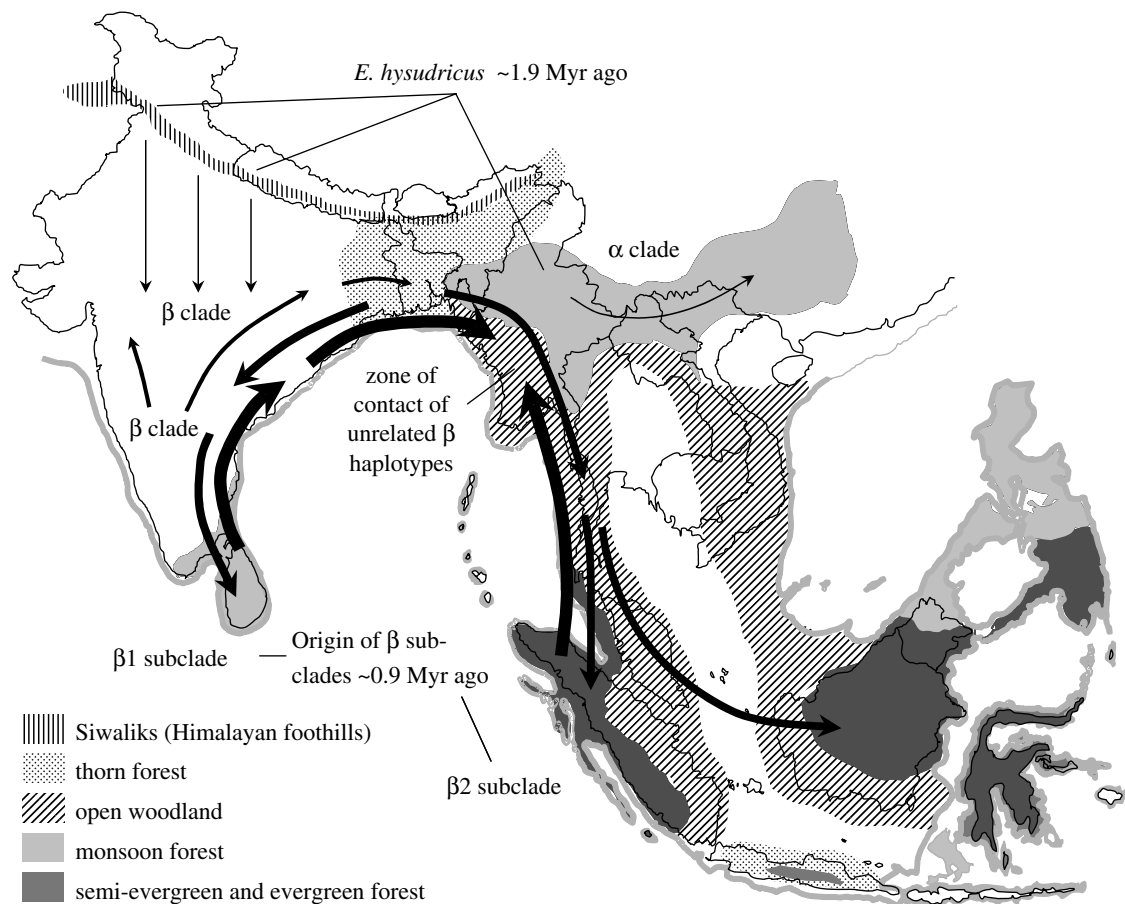 E. hysudricus ~1.9 Myr ago
α clade
β clade
β clade
zone of
contact of
unrelated β
haplotypes
β1 subclade
Origin of β sub-
clades ~0.9 Myr ago
β2 subclade
Siwaliks (Himalayan foothills)
thorn forest
open woodland
monsoon forest
semi-evergreen and evergreen forest